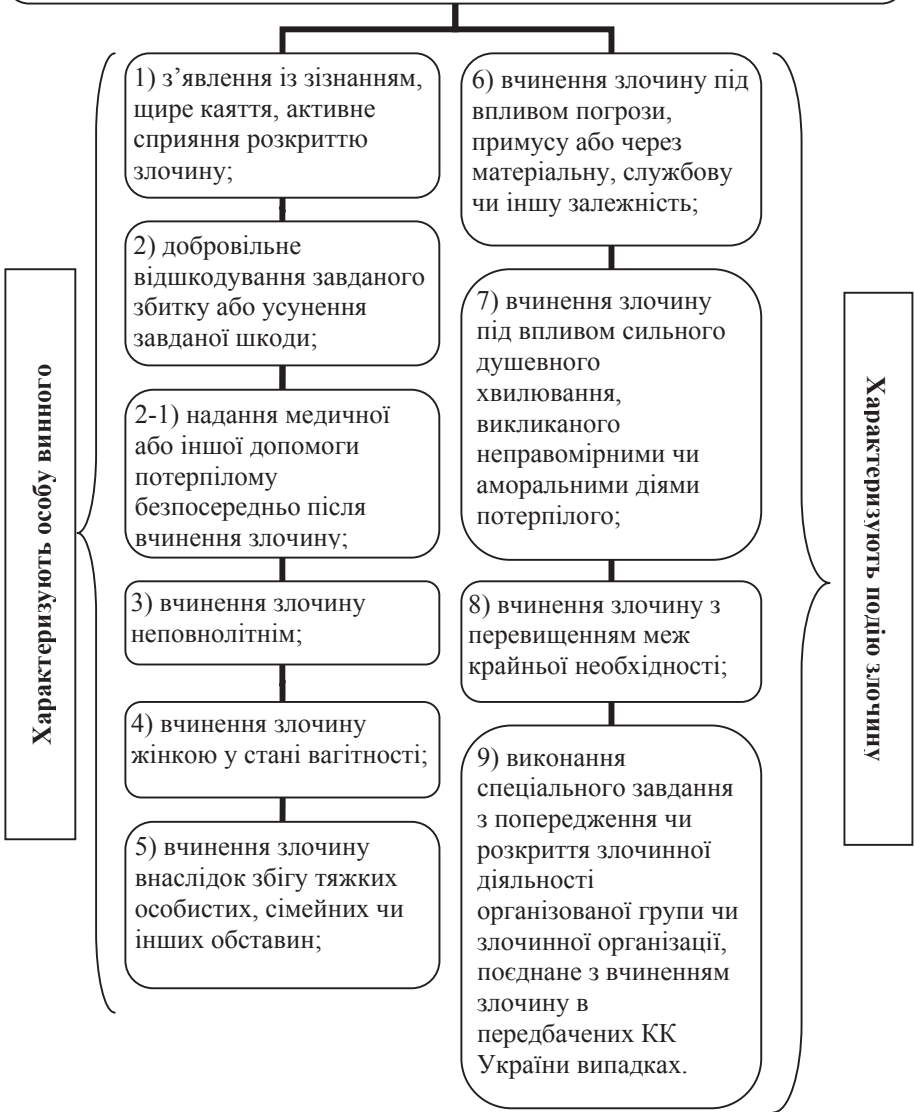 Характеризують особу винного
1) з’явлення із зізнанням,
щире каяття, активне
сприяння розкриттю
злочину;
2) добровільне
відшкодування завданого
збитку або усунення
завданої шкоди;
2-1) надання медичної
або іншої допомоги
потерпілому
безпосередньо після
вчинення злочину;
3) вчинення злочину
неповнолітнім;
4) вчинення злочину
жінкою у стані вагітності;
5) вчинення злочину
внаслідок збігу тяжких
особистих, сімейних чи
інших обставин;
6) вчинення злочину під
впливом погрози,
примусу або через
матеріальну, службову
чи іншу залежність;
7) вчинення злочину
під впливом сильного
душевного
хвилювання,
викликаного
неправомірними чи
аморальними діями
потерпілого;
8) вчинення злочину з
перевищенням меж
крайньої необхідності;
9) виконання
спеціального завдання
з попередження чи
розкриття злочинної
діяльності
організованої групи чи
злочинної організації,
поєднане з вчиненням
злочину в
передбачених КК
України випадках.
Характеризують подію злочину